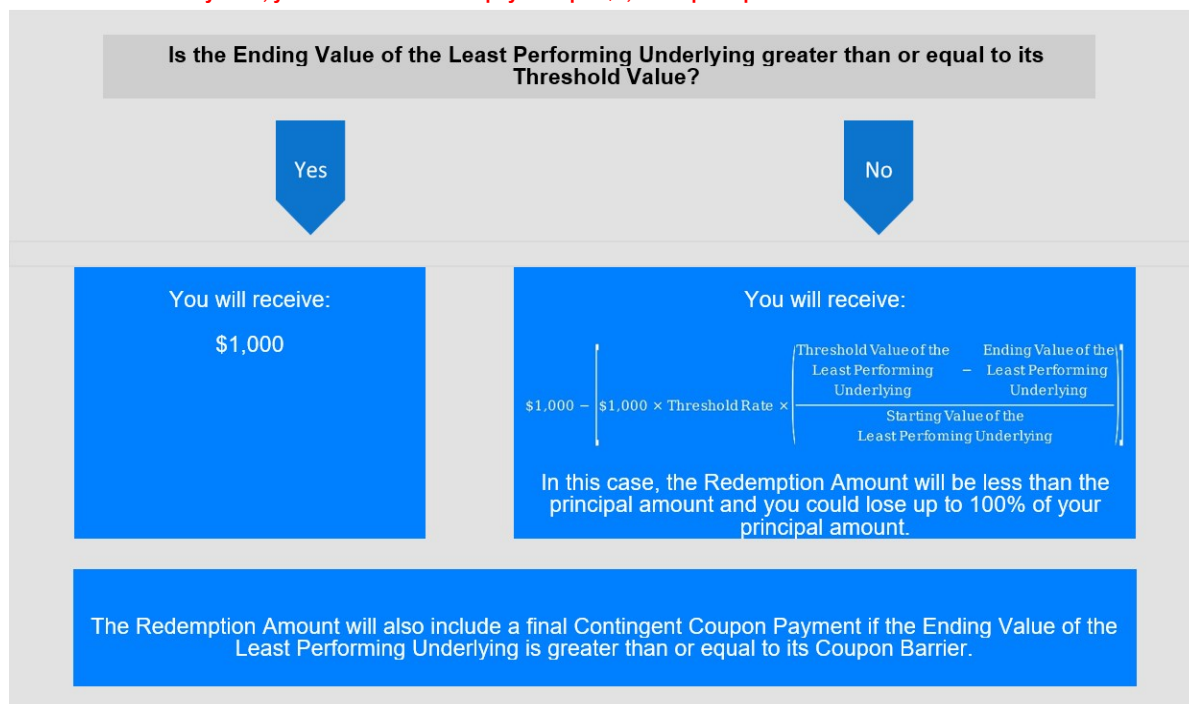 Is the Ending Value of the Least Performing Underlying greater than or equal to its
Threshold Value?
Yes
No
You will receive:
$1,000
You will receive:
$1,000 − [$1,000 × Threshold Rate × (
Threshold Value of the
Least Performing
Underlying
−
Ending Value of the
Least Performing
Underlying
Starting Value of the
Least Perfoming Underlying
)]
In this case, the Redemption Amount will be less than the
principal amount and you could lose up to 100% of your
principal amount.
The Redemption Amount will also include a final Contingent Coupon Payment if the Ending Value of the
Least Performing Underlying is greater than or equal to its Coupon Barrier.